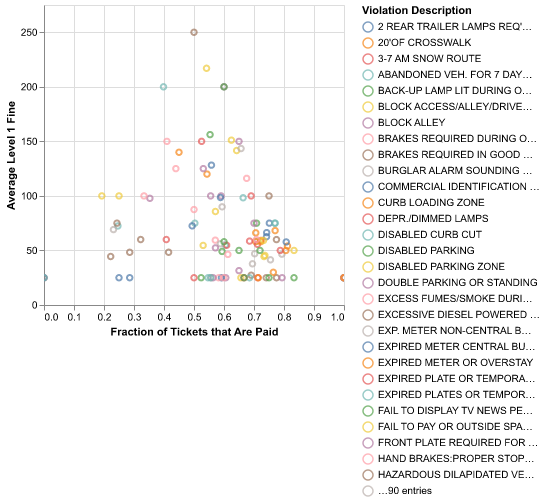 Violation Description
2 REAR TRAILER LAMPS REQ'...
20'OF CROSSWALK
3-7 AM SNOW ROUTE
ABANDONED VEH. FOR 7 DAY...
BACK-UP LAMP LIT DURING O...
BLOCK ACCESS/ALLEY/DRIVE...
BLOCK ALLEY
BRAKES REQUIRED DURING O...
BRAKES REQUIRED IN GOOD ...
BURGLAR ALARM SOUNDING ...
COMMERCIAL IDENTIFICATION ...
CURB LOADING ZONE
DEPR./DIMMED LAMPS
DISABLED CURB CUT
DISABLED PARKING
DISABLED PARKING ZONE
DOUBLE PARKING OR STANDING
EXCESS FUMES/SMOKE DURI...
EXCESSIVE DIESEL POWERED ...
EXP. METER NON-CENTRAL B...
EXPIRED METER CENTRAL BU...
EXPIRED METER OR OVERSTAY
EXPIRED PLATE OR TEMPORA...
EXPIRED PLATES OR TEMPOR...
FAIL TO DISPLAY TV NEWS PE...
FAIL TO PAY OR OUTSIDE SPA...
FRONT PLATE REQUIRED FOR ...
HAND BRAKES:PROPER STOP...
HAZARDOUS DILAPIDATED VE...
...90 entries
Average Level 1 Fine
250
200
150
100
50
0
0.0 0.1 0.2 0.3 0.4 0.5 0.6 0.7 0.8 0.9 1.0
Fraction of Tickets that Are Paid